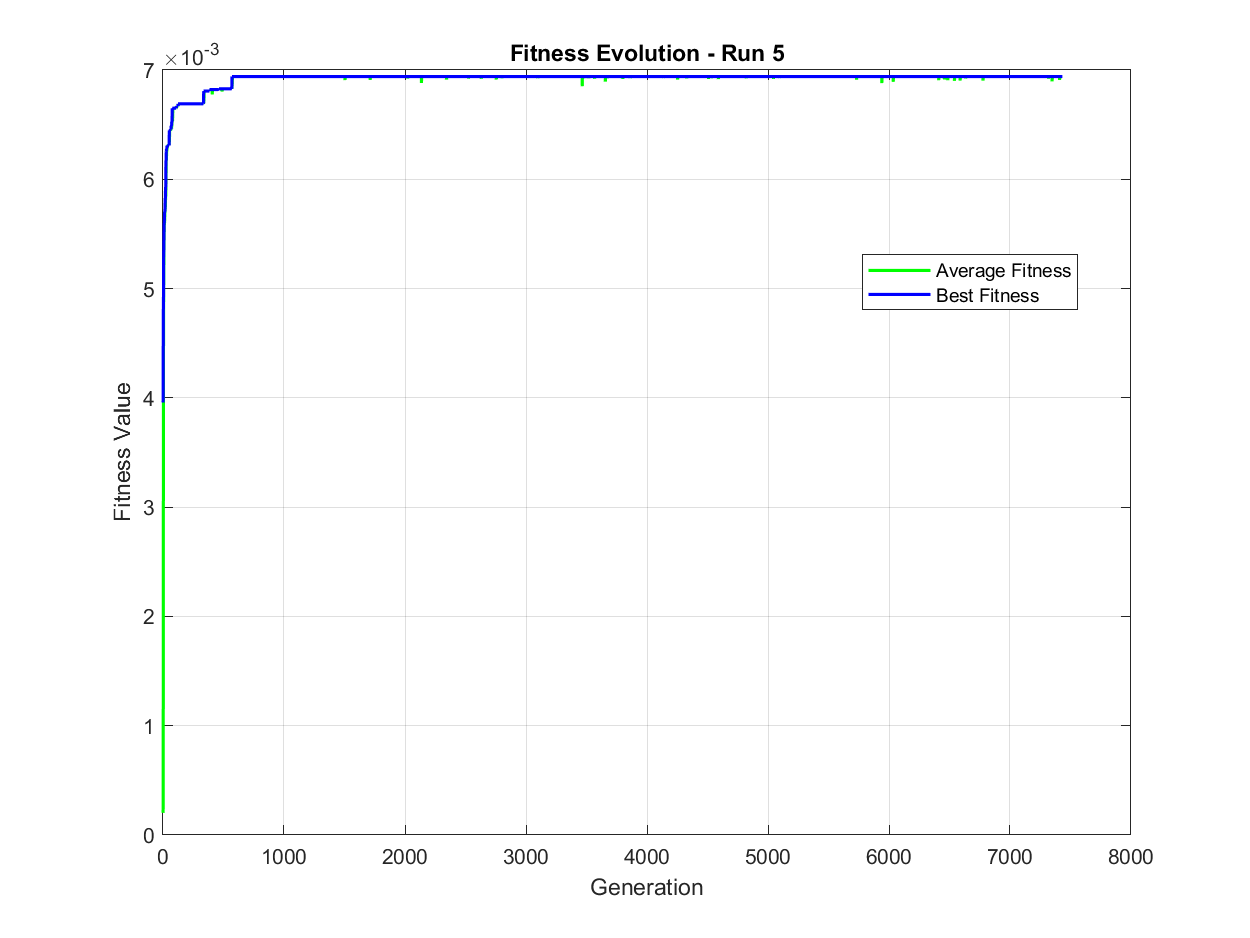 Fitness Evolution - Run 5
×10⁻³
7
6
5
4
3
2
1
0
Fitness Value
Average Fitness
Best Fitness
0 1000 2000 3000 4000 5000 6000 7000 8000
Generation